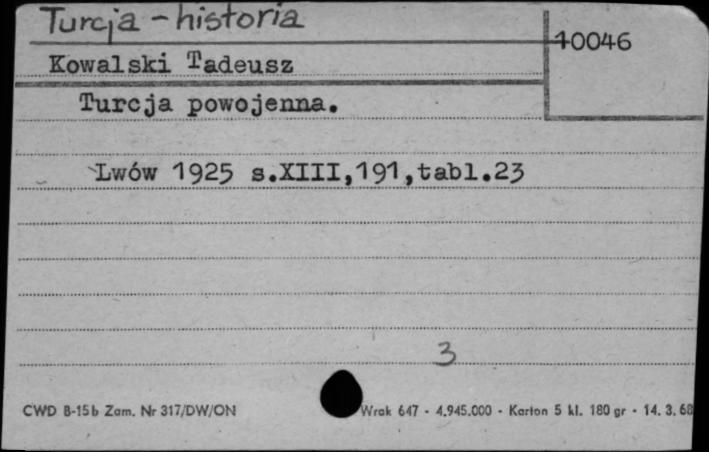 Turcja - historia
10046
Kowalski Tadeusz
Turcja powojenna.
Lwów 1925 s.XIII,191,tabl.23
3
CWD B-15b Zam. Nr 317/DW/ON
Wrak 647 - 4.945.000 - Karton 5 kl. 180 gr - 14. 3. 68